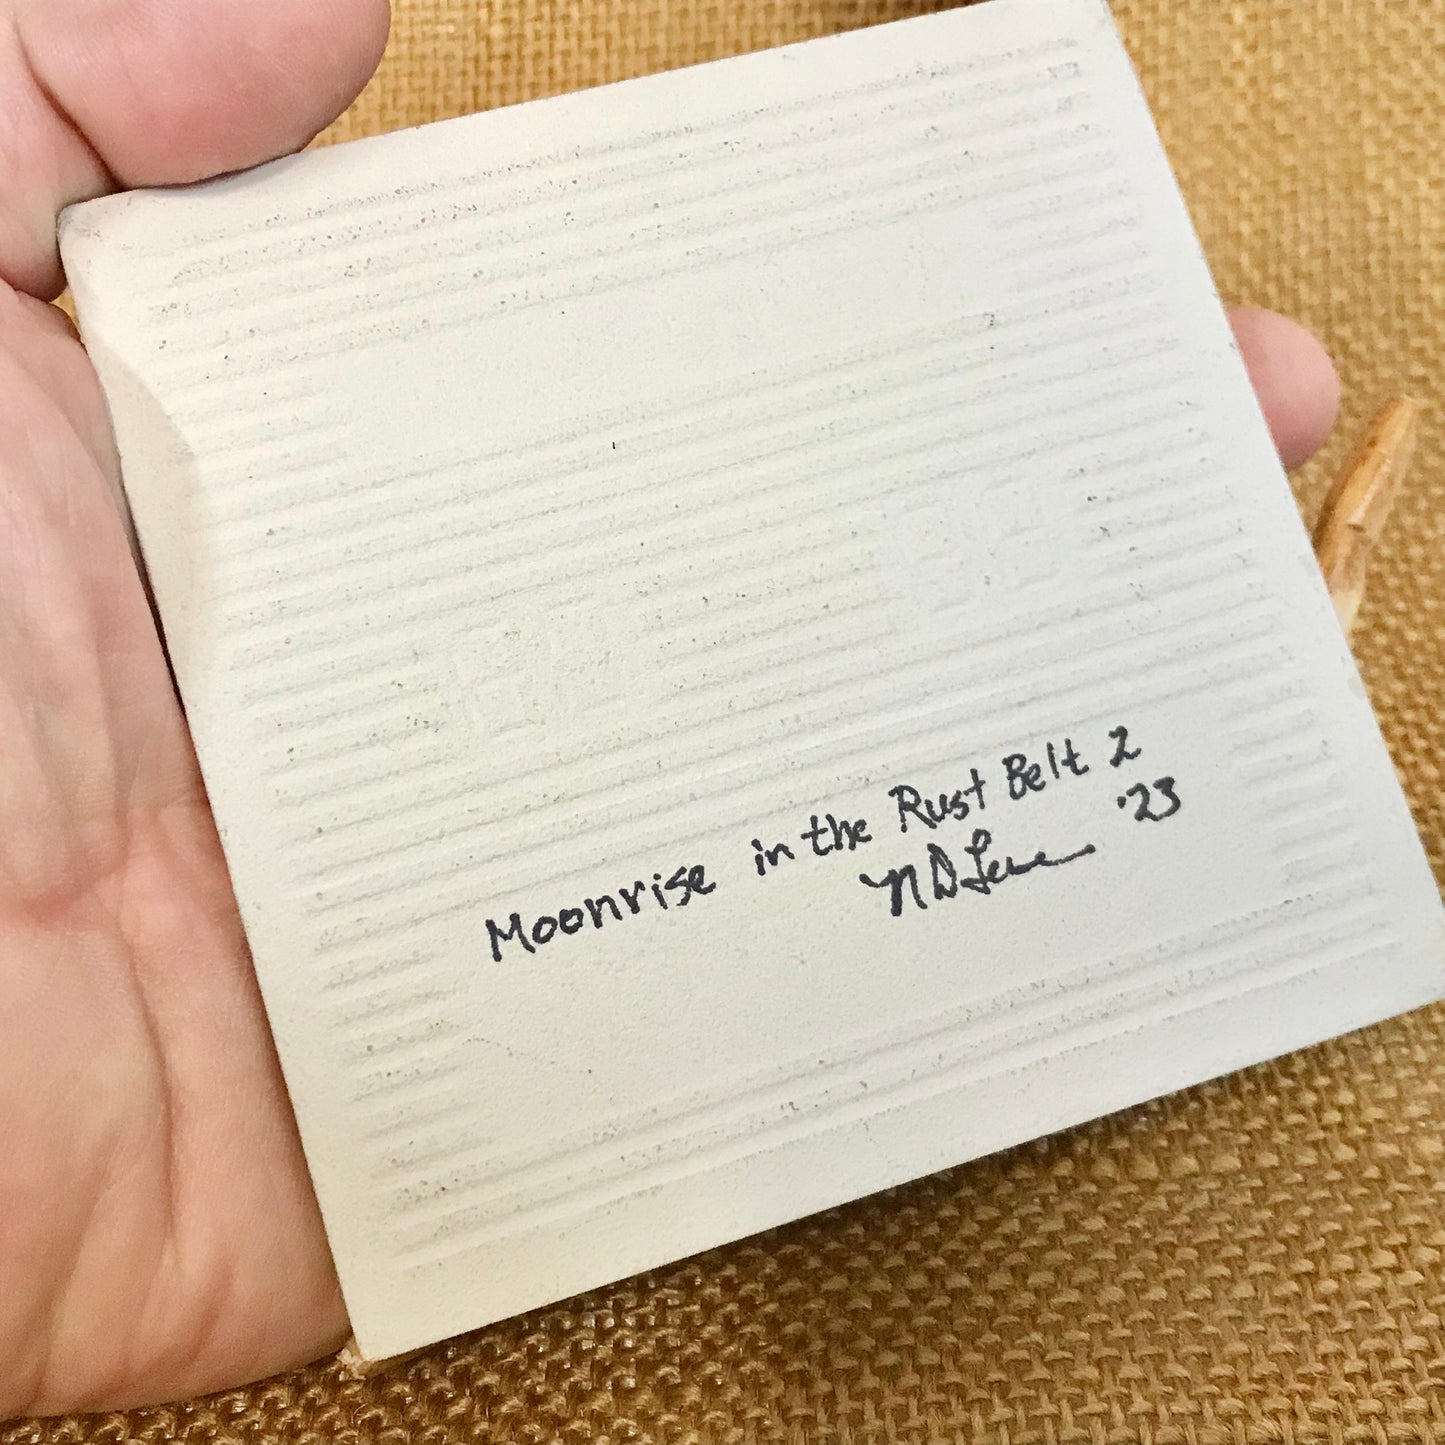 Moonrise in the Rust Belt 2
'23